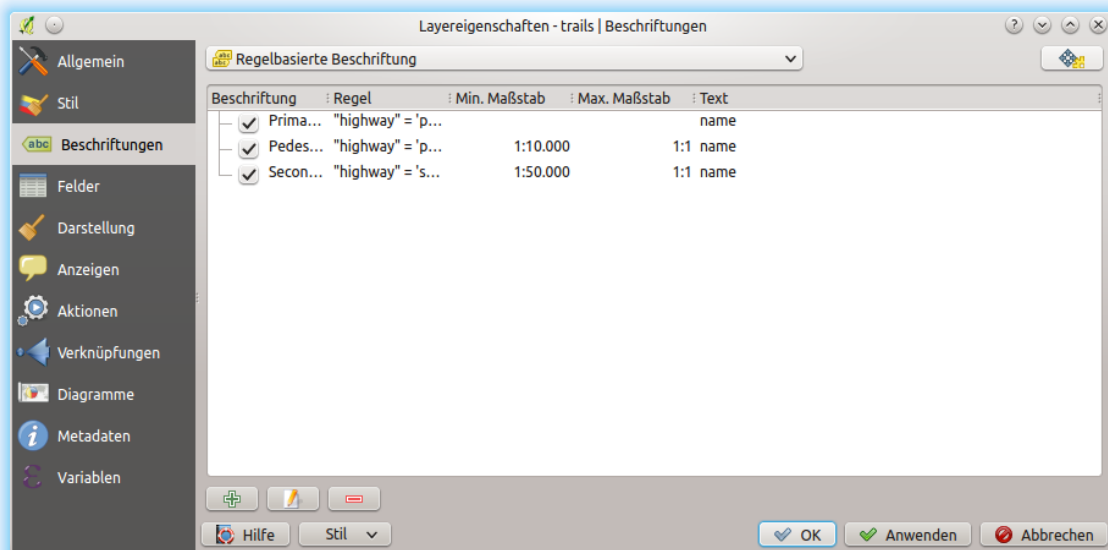 Layereigenschaften - trails | Beschriftungen
Allgemein
Stil
abc Beschriftungen
Felder
Darstellung
Anzeigen
Aktionen
Verknüpfungen
Diagramme
Metadaten
Variablen
Regelbasierte Beschriftung
Beschriftung Regel Min. Maßstab Max. Maßstab Text
Prima... "highway" = 'p... name
Pedes... "highway" = 'p... 1:10.000 1:1 name
Secon... "highway" = 's... 1:50.000 1:1 name
Hilfe Stil OK Anwenden Abbrechen